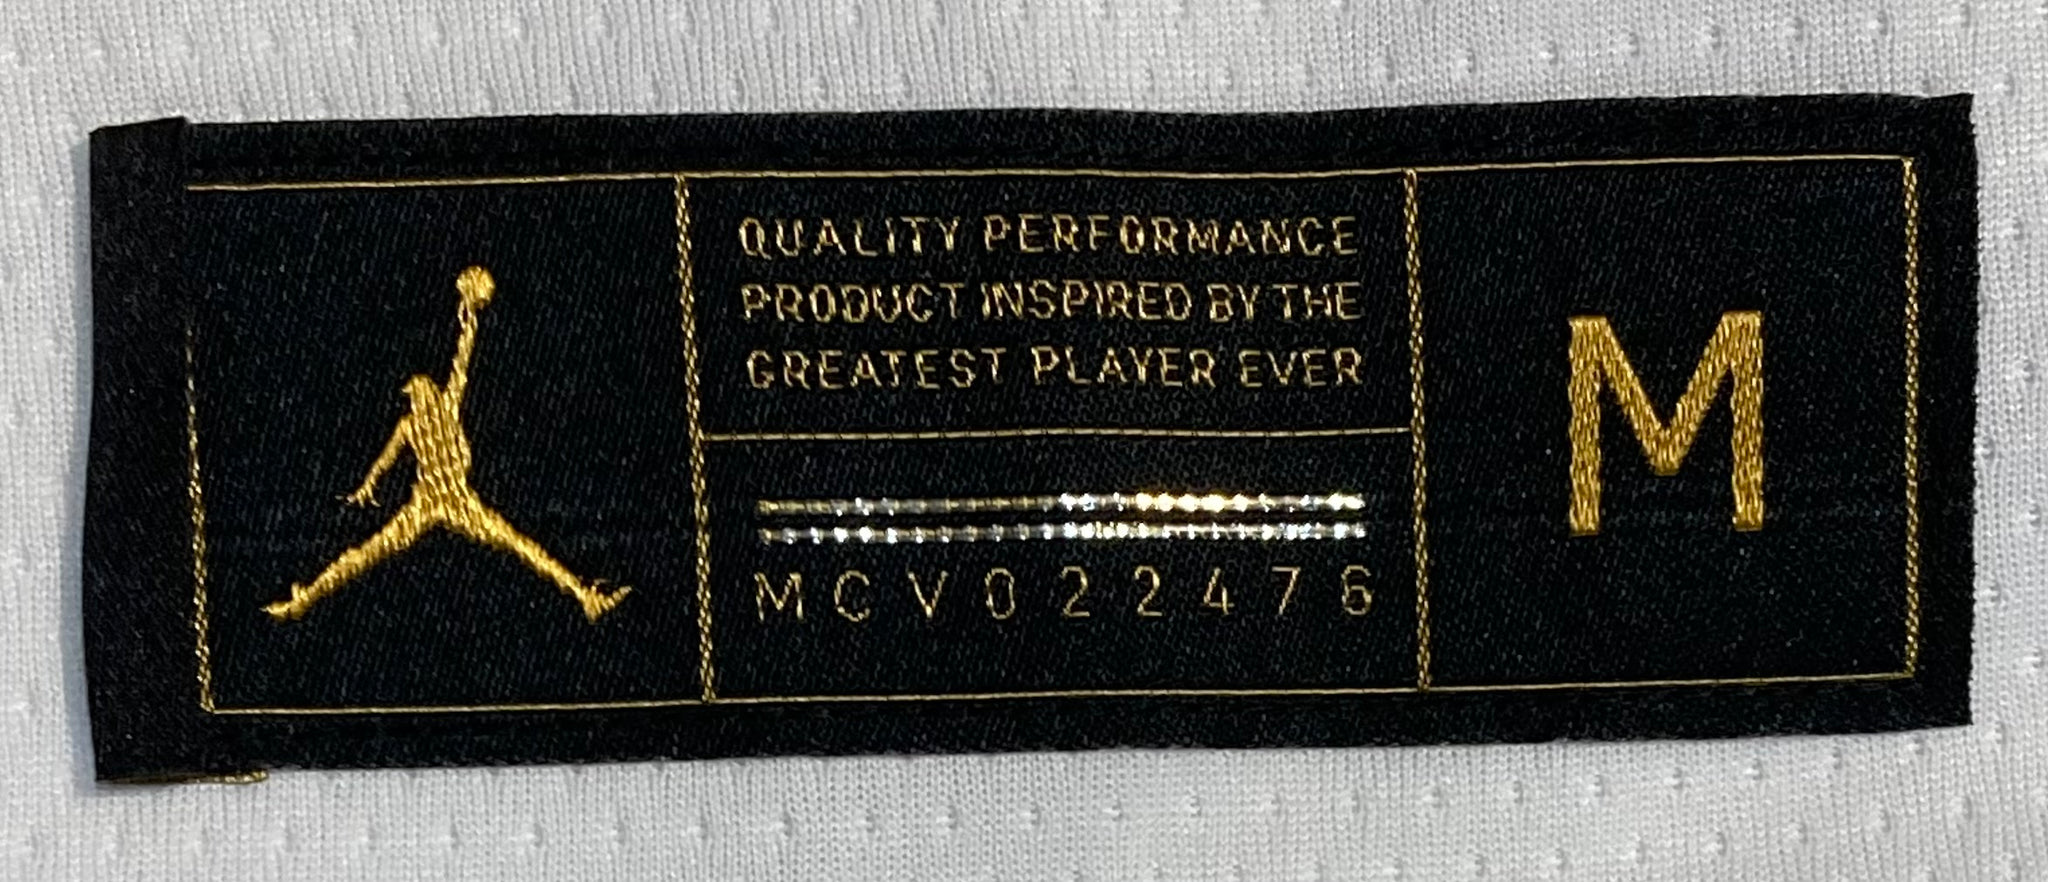 QUALITY PERFORMANCE
PRODUCT INSPIRED BY THE
GREATEST PLAYER EVER
MCV022476
M